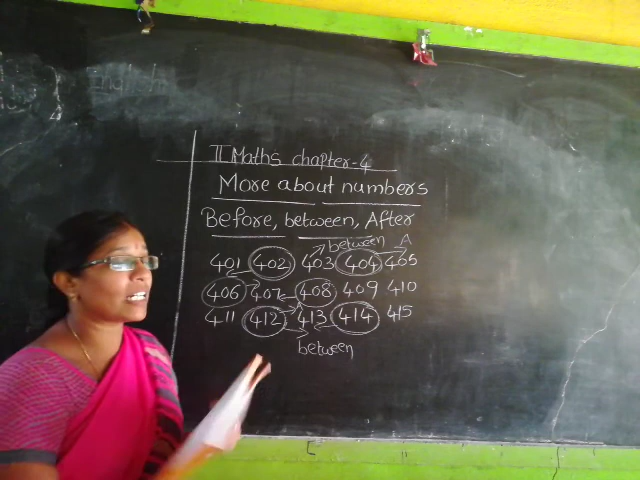 English
II Maths chapter-4
More about numbers
Before, between, After
between A
401 402 403 404 405
406 407 408 409 410
411 412 413 414 415
between